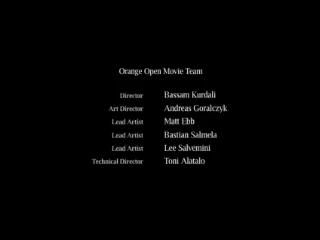 Orange Open Movie Team
Director Bassam Kurdali
Art Director Andreas Goralczyk
Lead Artist Matt Ebb
Lead Artist Bastian Salmela
Lead Artist Lee Salvemini
Technical Director Toni Alatalo